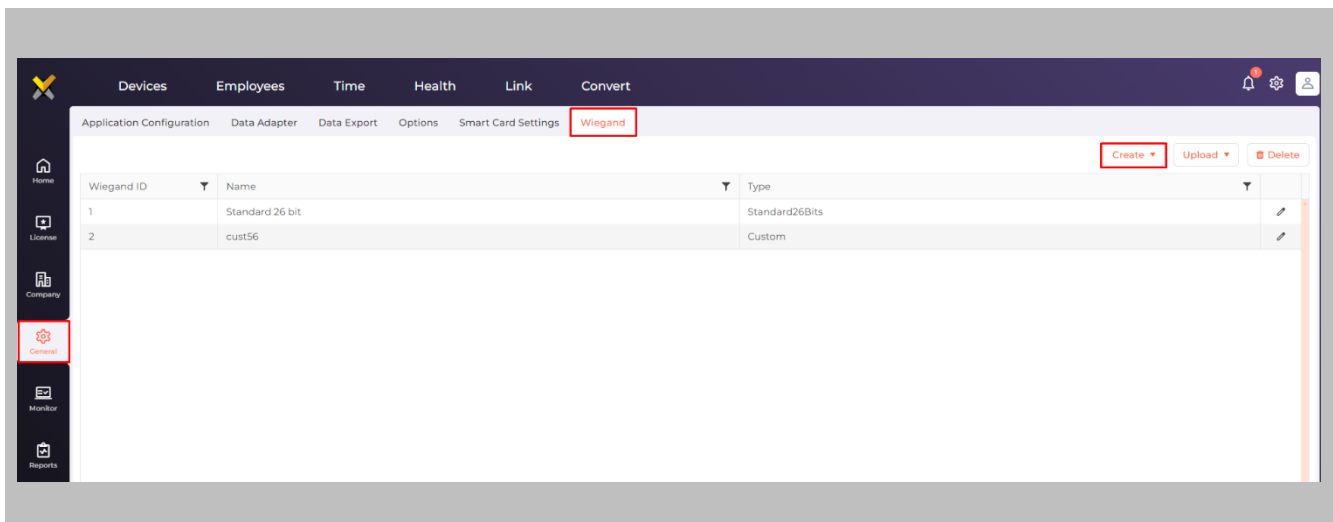 Devices Employees Time Health Link Convert
1
Application Configuration Data Adapter Data Export Options Smart Card Settings Wiegand
Create Upload Delete
Home
License
Company
General
Monitor
Reports
Wiegand ID Name Type
1 Standard 26 bit Standard26Bits
2 cust56 Custom